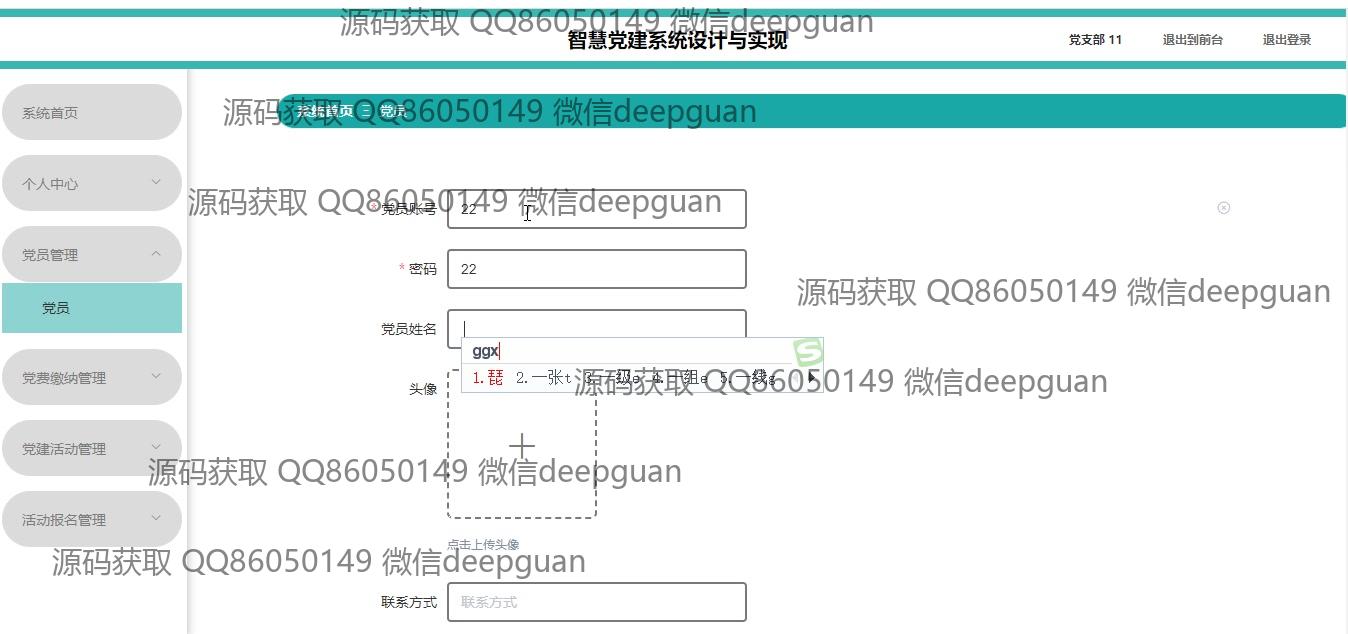 源码获取 QQ86050149 微信deepguan
智慧党建系统设计与实现
党支部 11
退出到前台
退出登录
系统首页
源码获取 QQ86050149 微信deepguan
系统首页 党员
个人中心
源码获取 QQ86050149 微信deepguan
* 党员账号 22
党员管理
* 密码 22
源码获取 QQ86050149 微信deepguan
党员
党员姓名
ggx
党费缴纳管理
1.琵 2.一张t 3.一级e 4.一组e 5.一线g
源码获取 QQ86050149 微信deepguan
头像
党建活动管理
源码获取 QQ86050149 微信deepguan
活动报名管理
点击上传头像
源码获取 QQ86050149 微信deepguan
联系方式 联系方式